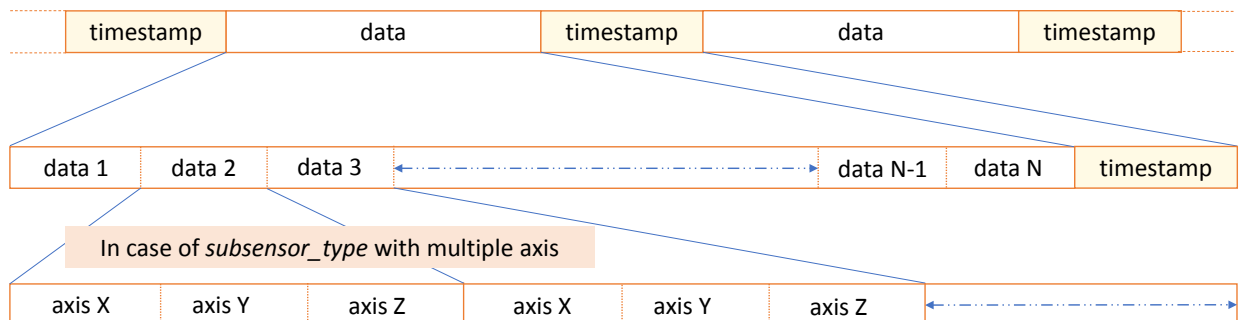 timestamp data timestamp data timestamp
data 1 data 2 data 3 data N-1 data N timestamp
In case of subsensor_type with multiple axis
axis X axis Y axis Z axis X axis Y axis Z